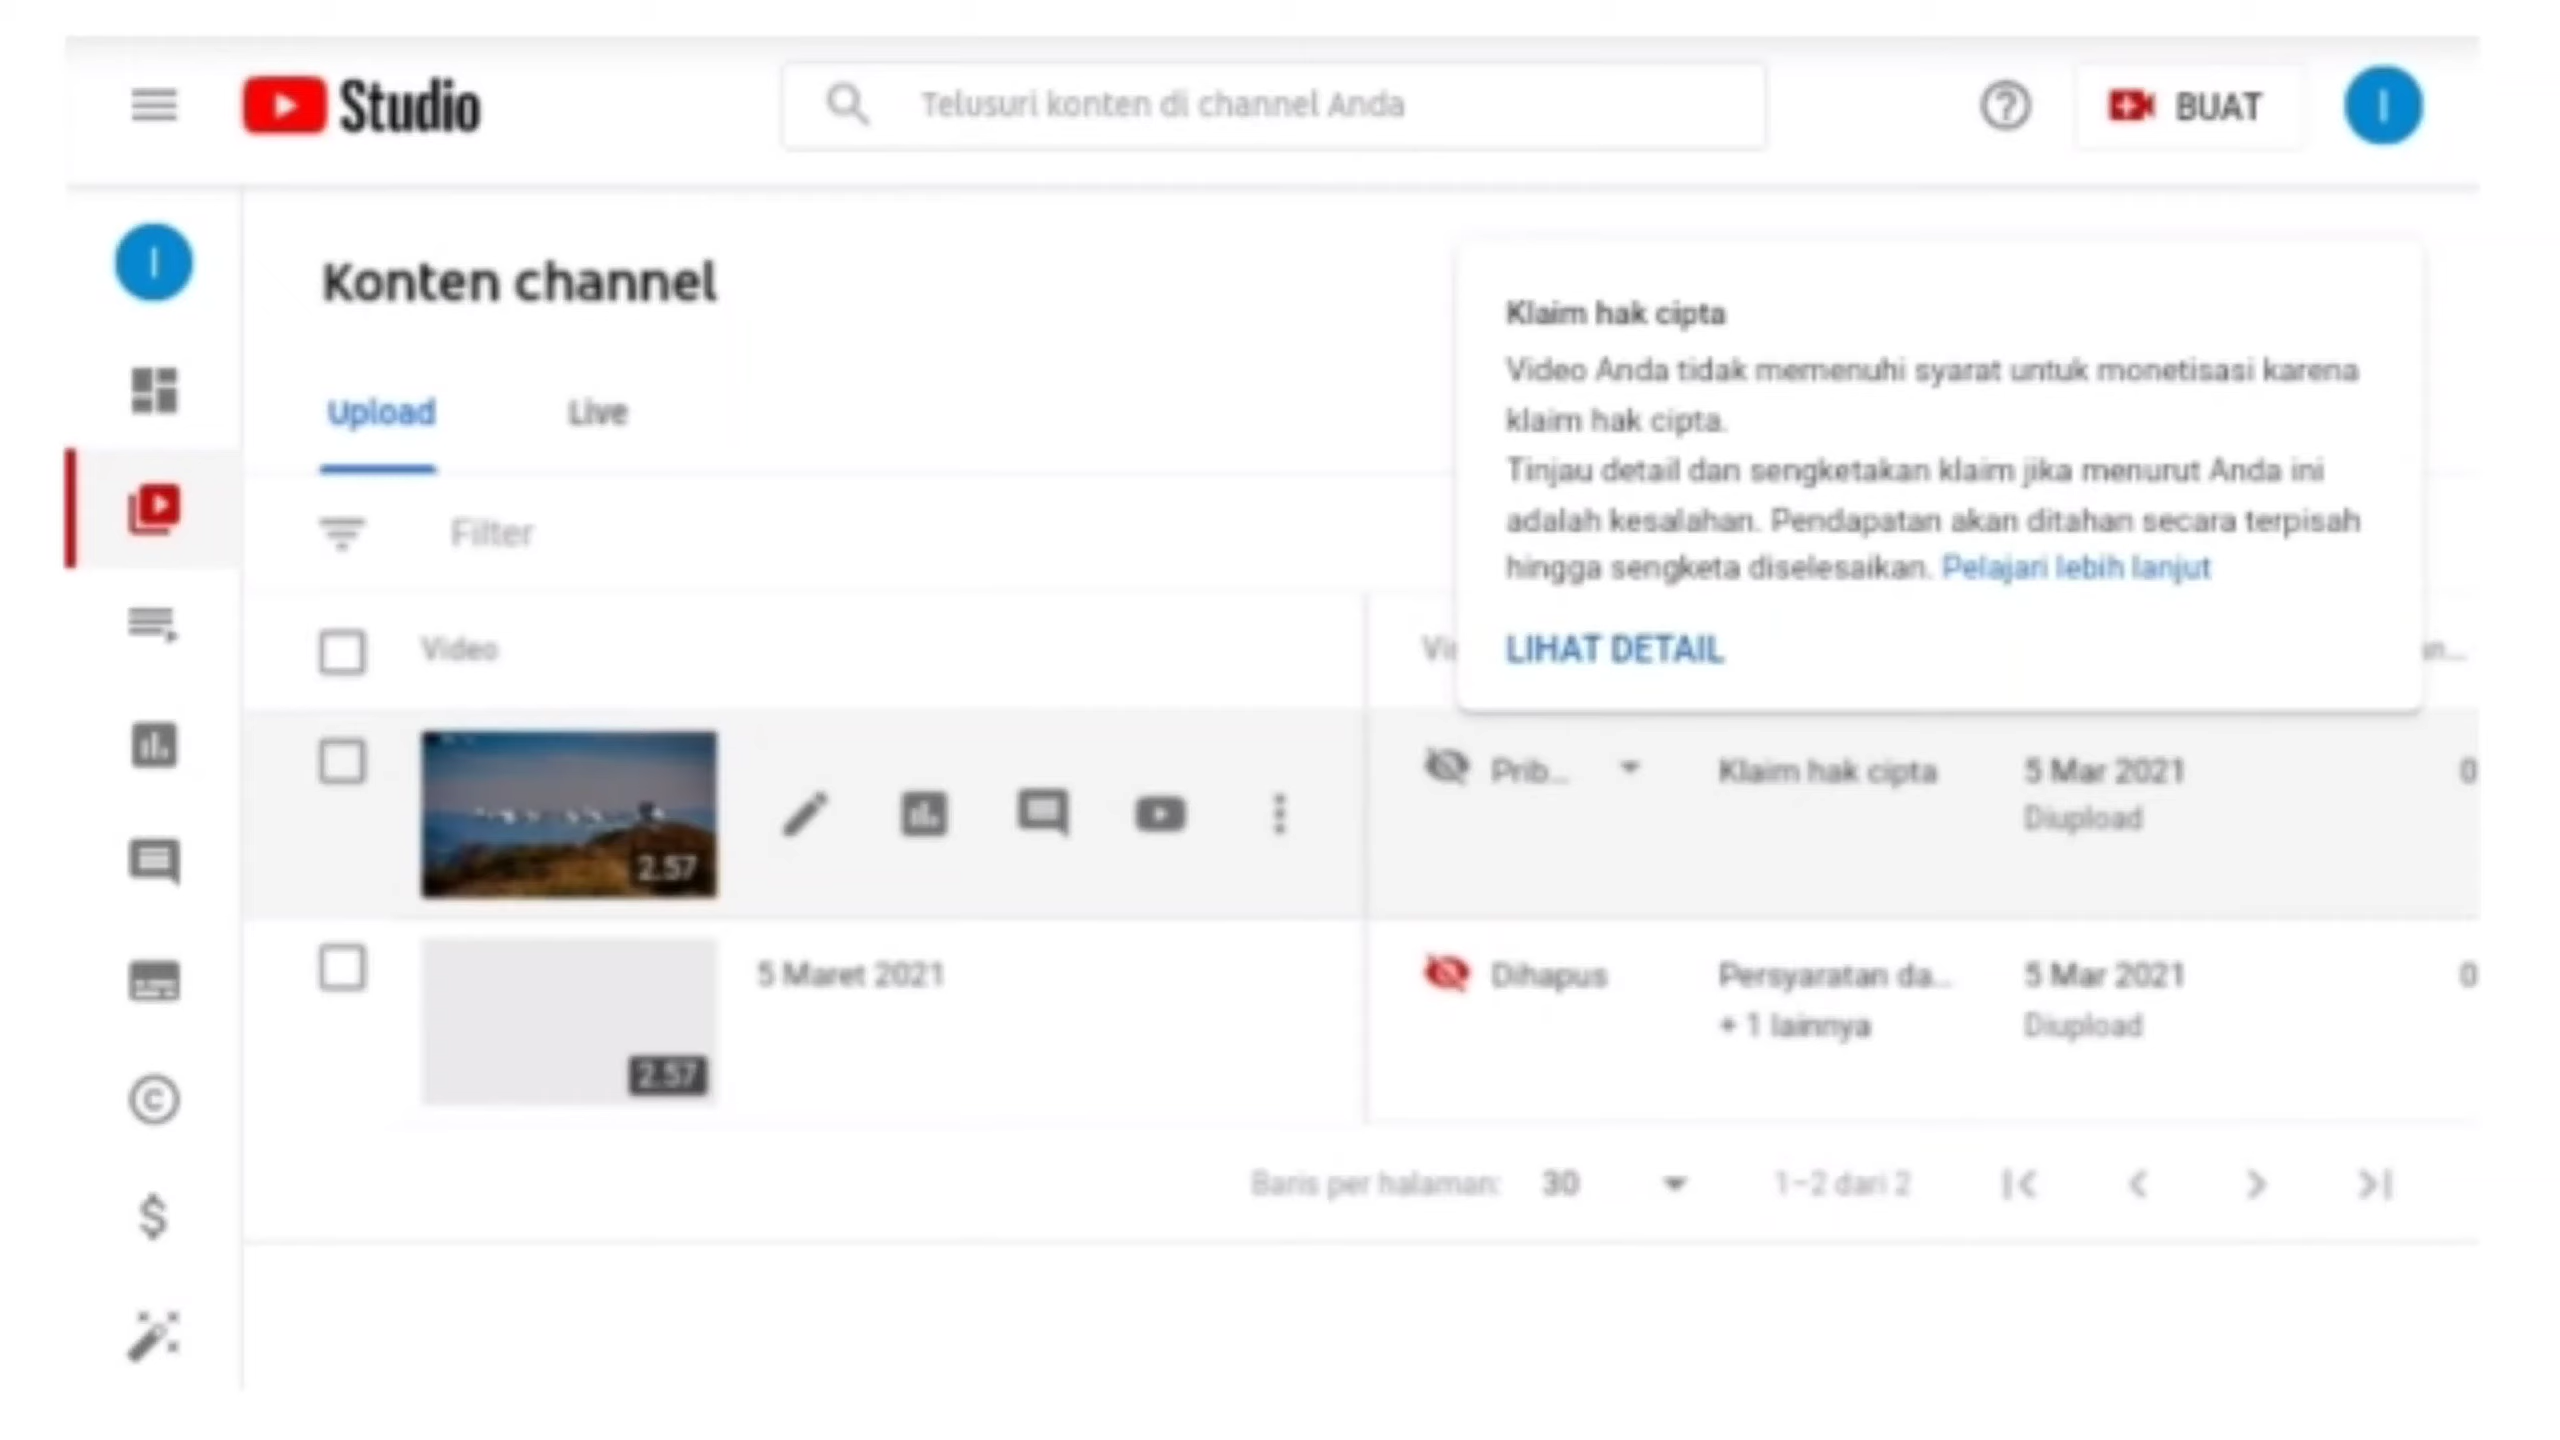 Studio
Telusuri konten di channel Anda
BUAT
Konten channel
Upload
Live
Filter
Klaim hak cipta
Video Anda tidak memenuhi syarat untuk monetisasi karena
klaim hak cipta.
Tinjau detail dan sengketakan klaim jika menurut Anda ini
adalah kesalahan. Pendapatan akan ditahan secara terpisah
hingga sengketa diselesaikan. Pelajari lebih lanjut
LIHAT DETAIL
Video
2.57
Prib...
Klaim hak cipta
5 Mar 2021
0
Diupload
2.57
5 Maret 2021
Dihapus
Persyaratan da...
5 Mar 2021
0
+ 1 lainnya
Diupload
Baris per halaman:
30
1–2 dari 2